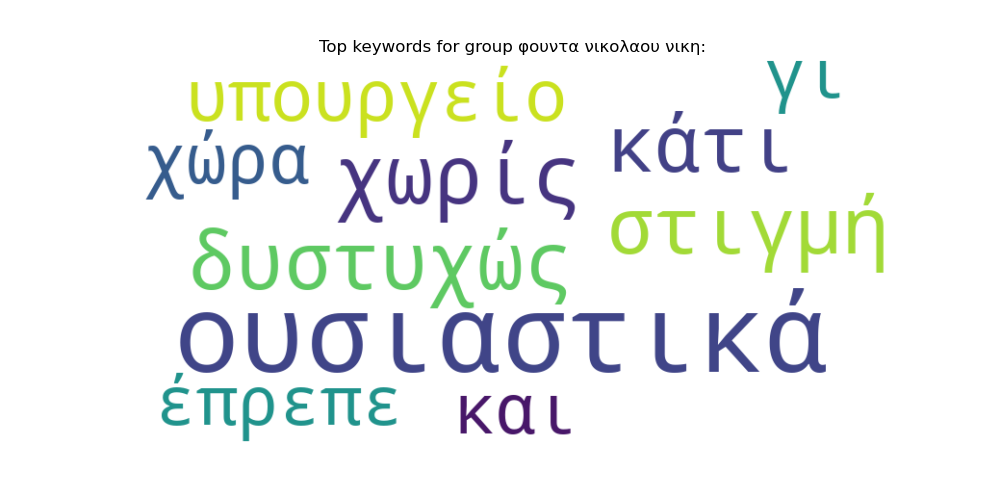 Top keywords for group φουντα νικολαου νικη:
γι
υπουργείο
κάτι
χώρα
χωρίς
στιγμή
δυστυχώς
ουσιαστικά
έπρεπε
και